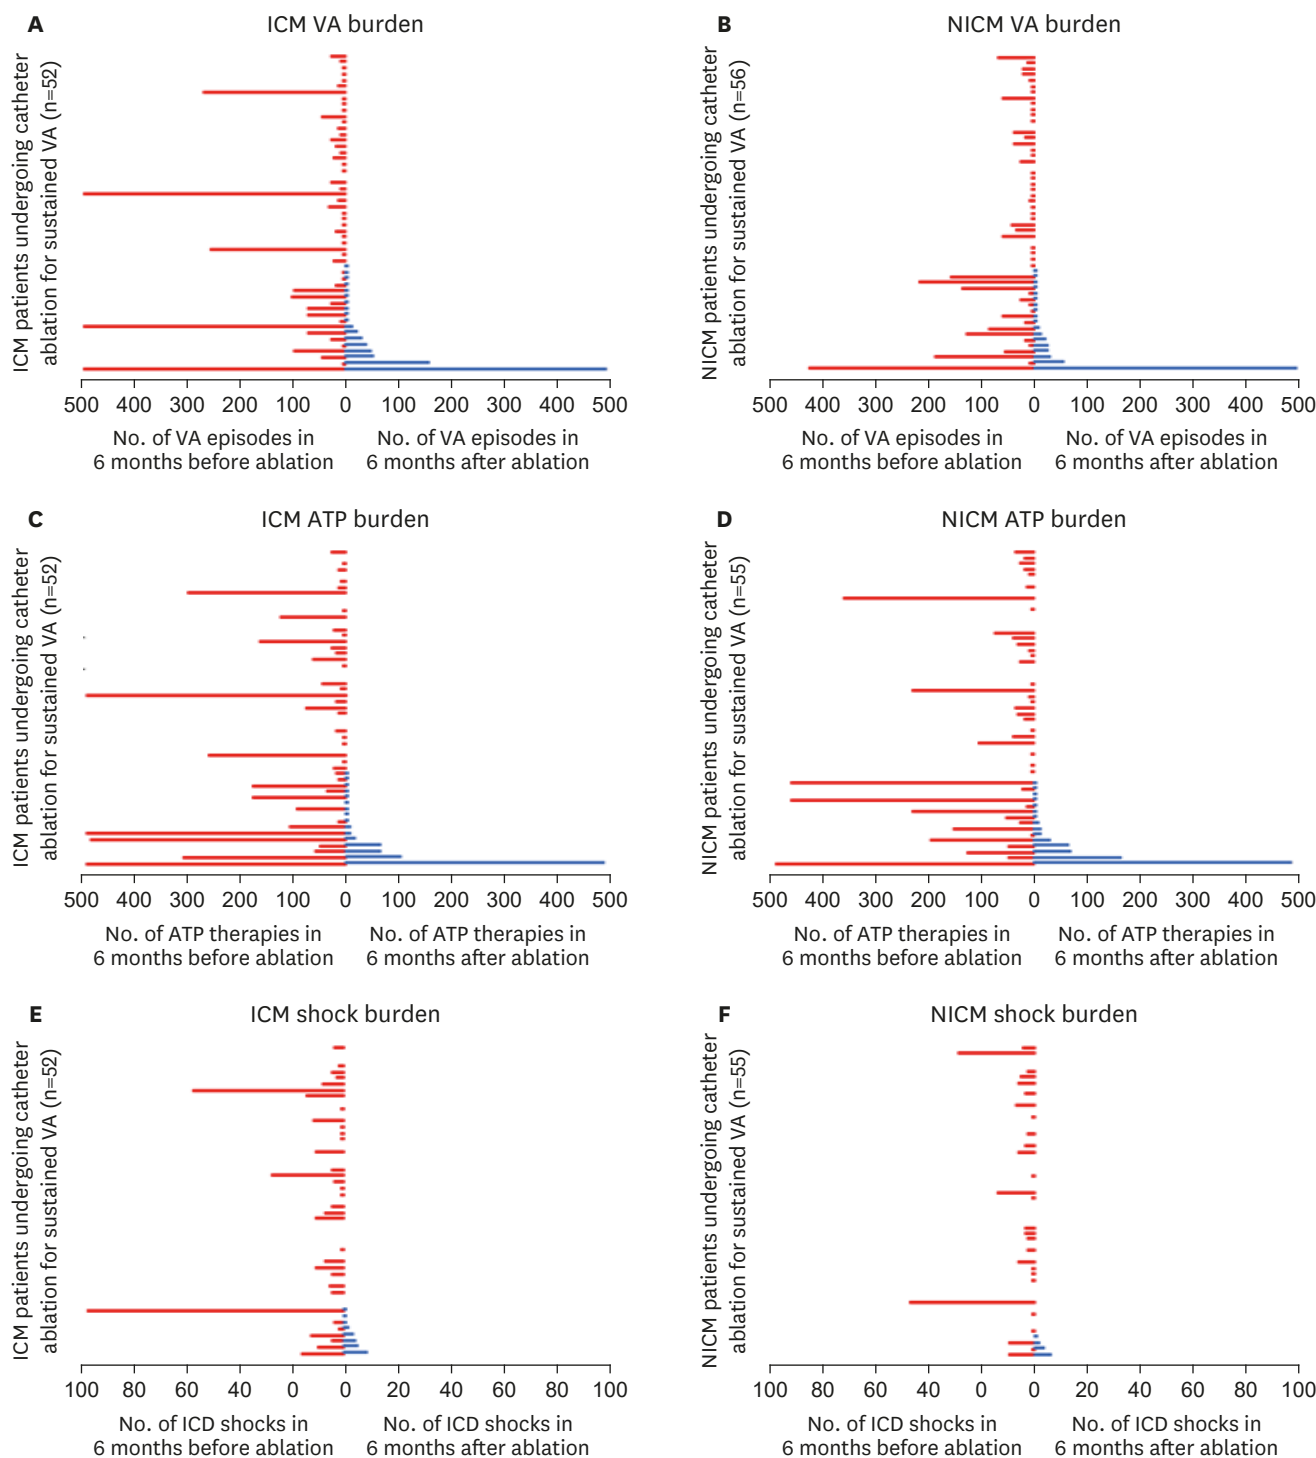 A
ICM VA burden
ICM patients undergoing catheter
ablation for sustained VA (n=52)
500 400 300 200 100 0 100 200 300 400 500
No. of VA episodes in
6 months before ablation
No. of VA episodes in
6 months after ablation
B
NICM VA burden
NICM patients undergoing catheter
ablation for sustained VA (n=56)
500 400 300 200 100 0 100 200 300 400 500
No. of VA episodes in
6 months before ablation
No. of VA episodes in
6 months after ablation
C
ICM ATP burden
ICM patients undergoing catheter
ablation for sustained VA (n=52)
500 400 300 200 100 0 100 200 300 400 500
No. of ATP therapies in
6 months before ablation
No. of ATP therapies in
6 months after ablation
D
NICM ATP burden
NICM patients undergoing catheter
ablation for sustained VA (n=55)
500 400 300 200 100 0 100 200 300 400 500
No. of ATP therapies in
6 months before ablation
No. of ATP therapies in
6 months after ablation
E
ICM shock burden
ICM patients undergoing catheter
ablation for sustained VA (n=52)
100 80 60 40 0 0 20 40 60 80 100
No. of ICD shocks in
6 months before ablation
No. of ICD shocks in
6 months after ablation
F
NICM shock burden
NICM patients undergoing catheter
ablation for sustained VA (n=55)
100 80 60 40 0 0 20 40 60 80 100
No. of ICD shocks in
6 months before ablation
No. of ICD shocks in
6 months after ablation